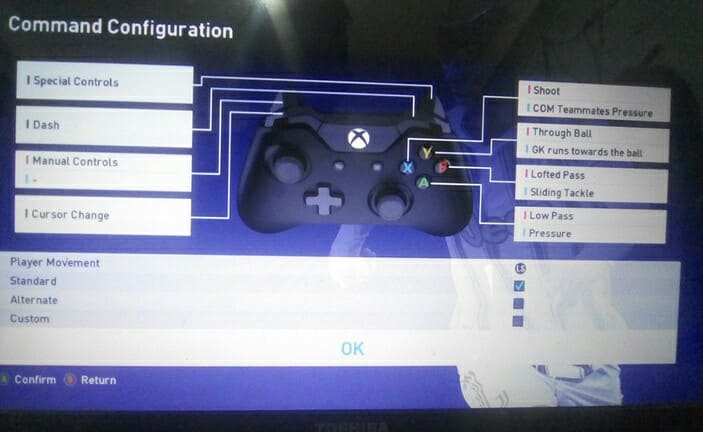 Command Configuration
Special Controls
Dash
Manual Controls
-
Cursor Change
Shoot
COM Teammates Pressure
Through Ball
GK runs towards the ball
Lofted Pass
Sliding Tackle
Low Pass
Pressure
X
Y
B
A
Player Movement LS
Standard
Alternate
Custom
OK
A Confirm B Return
TOSHIBA